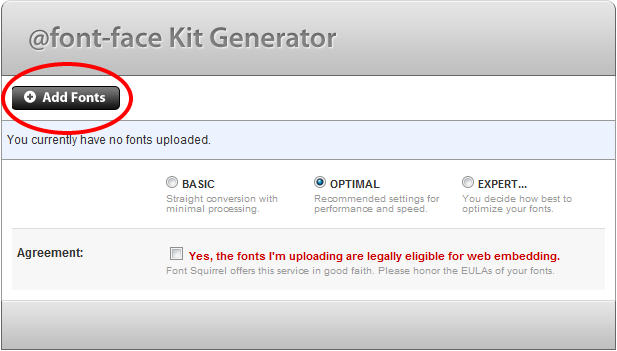 @font-face Kit Generator
Add Fonts
You currently have no fonts uploaded.
BASIC
Straight conversion with
minimal processing.
OPTIMAL
Recommended settings for
performance and speed.
EXPERT...
You decide how best to
optimize your fonts.
Agreement:
Yes, the fonts I'm uploading are legally eligible for web embedding.
Font Squirrel offers this service in good faith. Please honor the EULAs of your fonts.